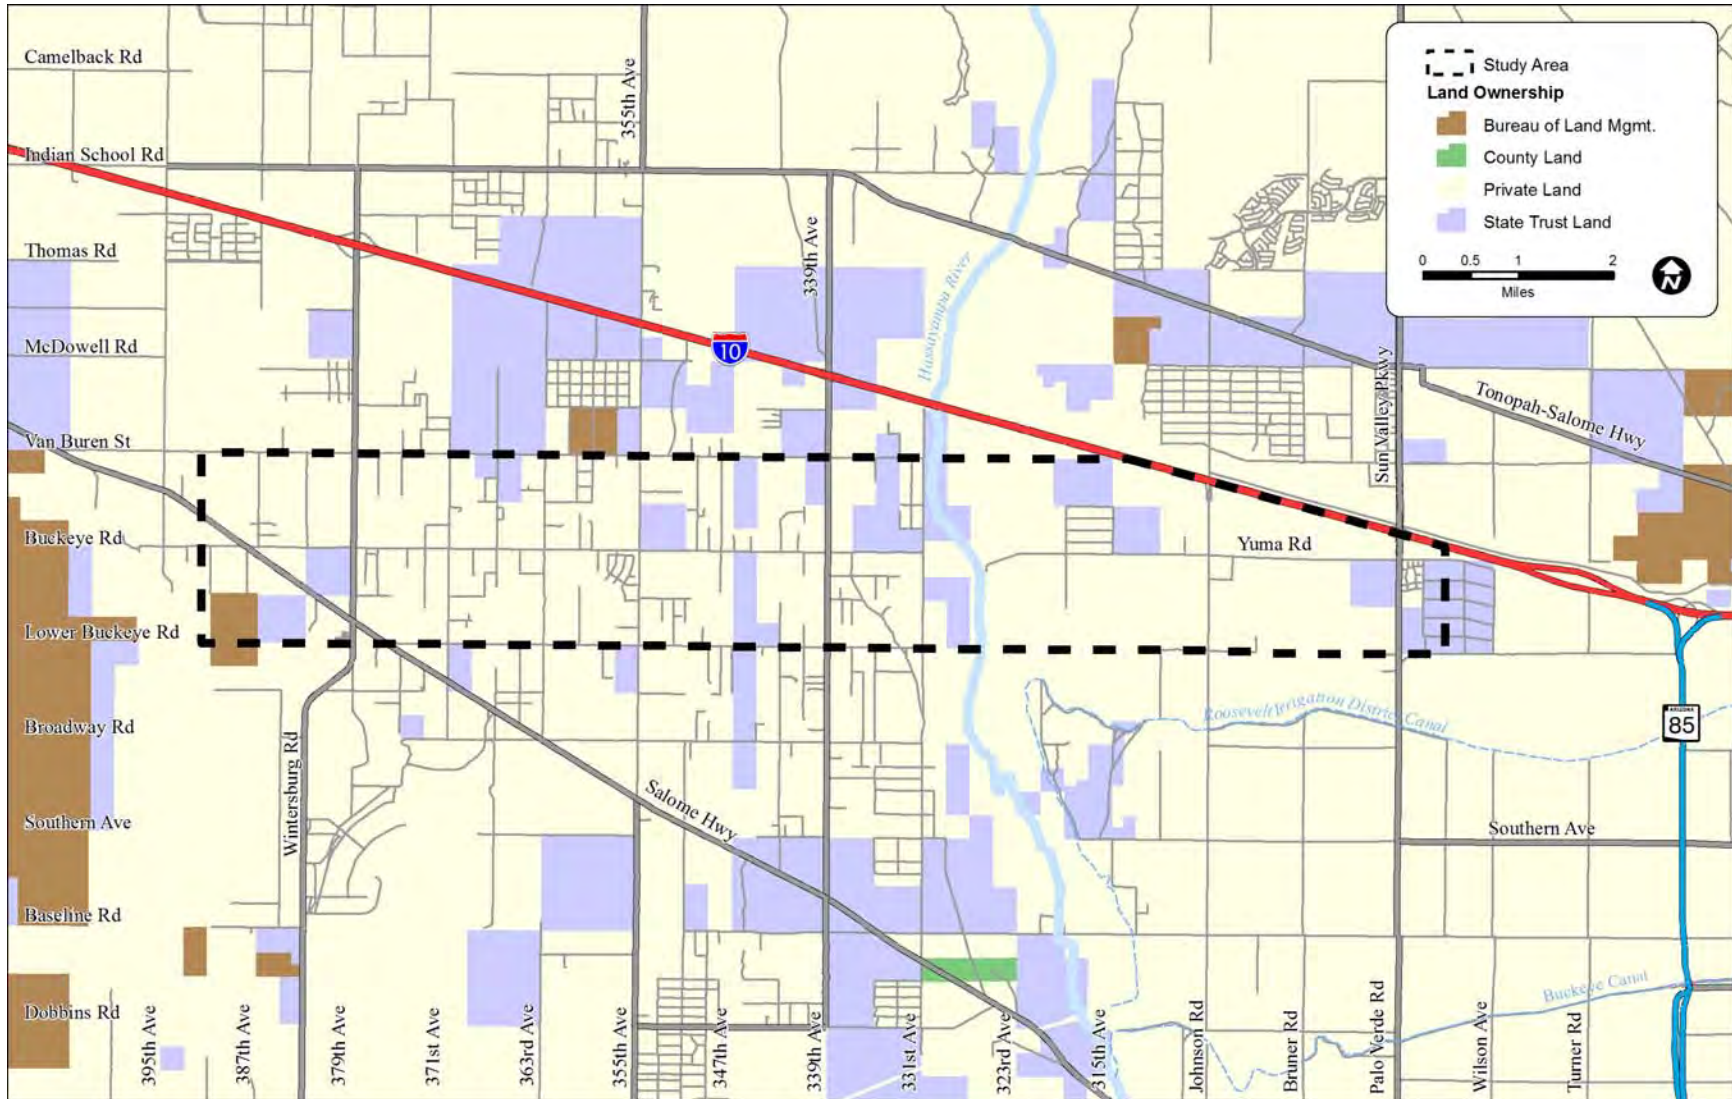 Camelback Rd
Indian School Rd
Thomas Rd
McDowell Rd
Van Buren St
Buckeye Rd
Lower Buckeye Rd
Broadway Rd
Southern Ave
Baseline Rd
Dobbins Rd
355th Ave
339th Ave
Hassayampa River
10
Sun Valley Pkwy
Tonopah-Salome Hwy
Yuma Rd
Roosevelt Irrigation District Canal
ARIZONA
85
Wintersburg Rd
Salome Hwy
Southern Ave
Buckeye Canal
395th Ave
387th Ave
379th Ave
371st Ave
363rd Ave
355th Ave
347th Ave
339th Ave
331st Ave
323rd Ave
315th Ave
Johnson Rd
Bruner Rd
Palo Verde Rd
Wilson Ave
Turner Rd
Study Area
Land Ownership
Bureau of Land Mgmt.
County Land
Private Land
State Trust Land
0 0.5 1 2
Miles
N